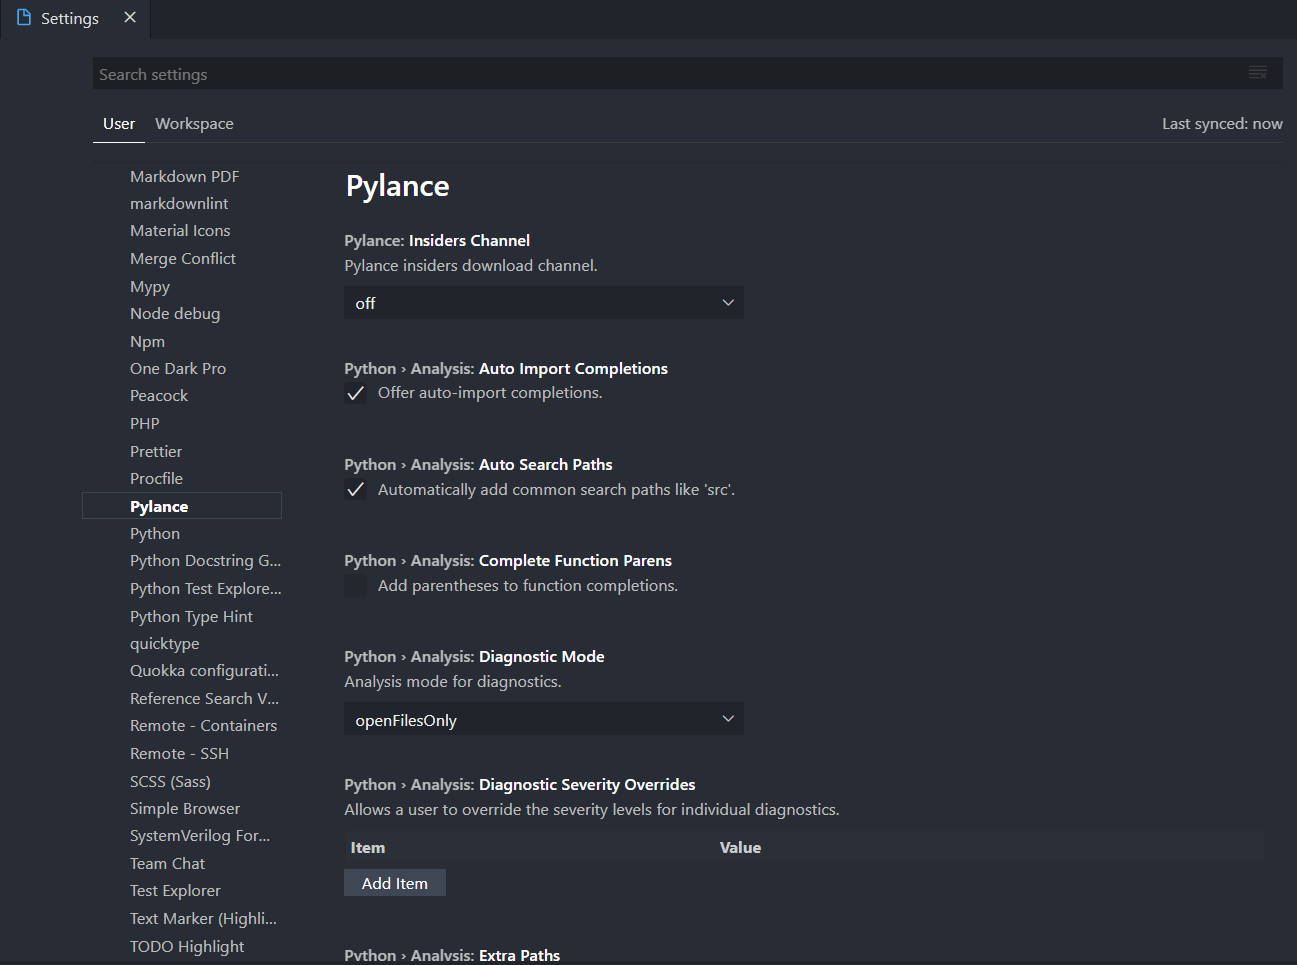 Settings
Search settings
User Workspace Last synced: now
Markdown PDF
markdownlint
Material Icons
Merge Conflict
Mypy
Node debug
Npm
One Dark Pro
Peacock
PHP
Prettier
Procfile
Pylance
Python
Python Docstring G...
Python Test Explore...
Python Type Hint
quicktype
Quokka configurati...
Reference Search V...
Remote - Containers
Remote - SSH
SCSS (Sass)
Simple Browser
SystemVerilog For...
Team Chat
Test Explorer
Text Marker (Highli...
TODO Highlight
Pylance
Pylance: Insiders Channel
Pylance insiders download channel.
off
Python › Analysis: Auto Import Completions
Offer auto-import completions.
Python › Analysis: Auto Search Paths
Automatically add common search paths like 'src'.
Python › Analysis: Complete Function Parens
Add parentheses to function completions.
Python › Analysis: Diagnostic Mode
Analysis mode for diagnostics.
openFilesOnly
Python › Analysis: Diagnostic Severity Overrides
Allows a user to override the severity levels for individual diagnostics.
Item Value
Add Item
Python › Analysis: Extra Paths